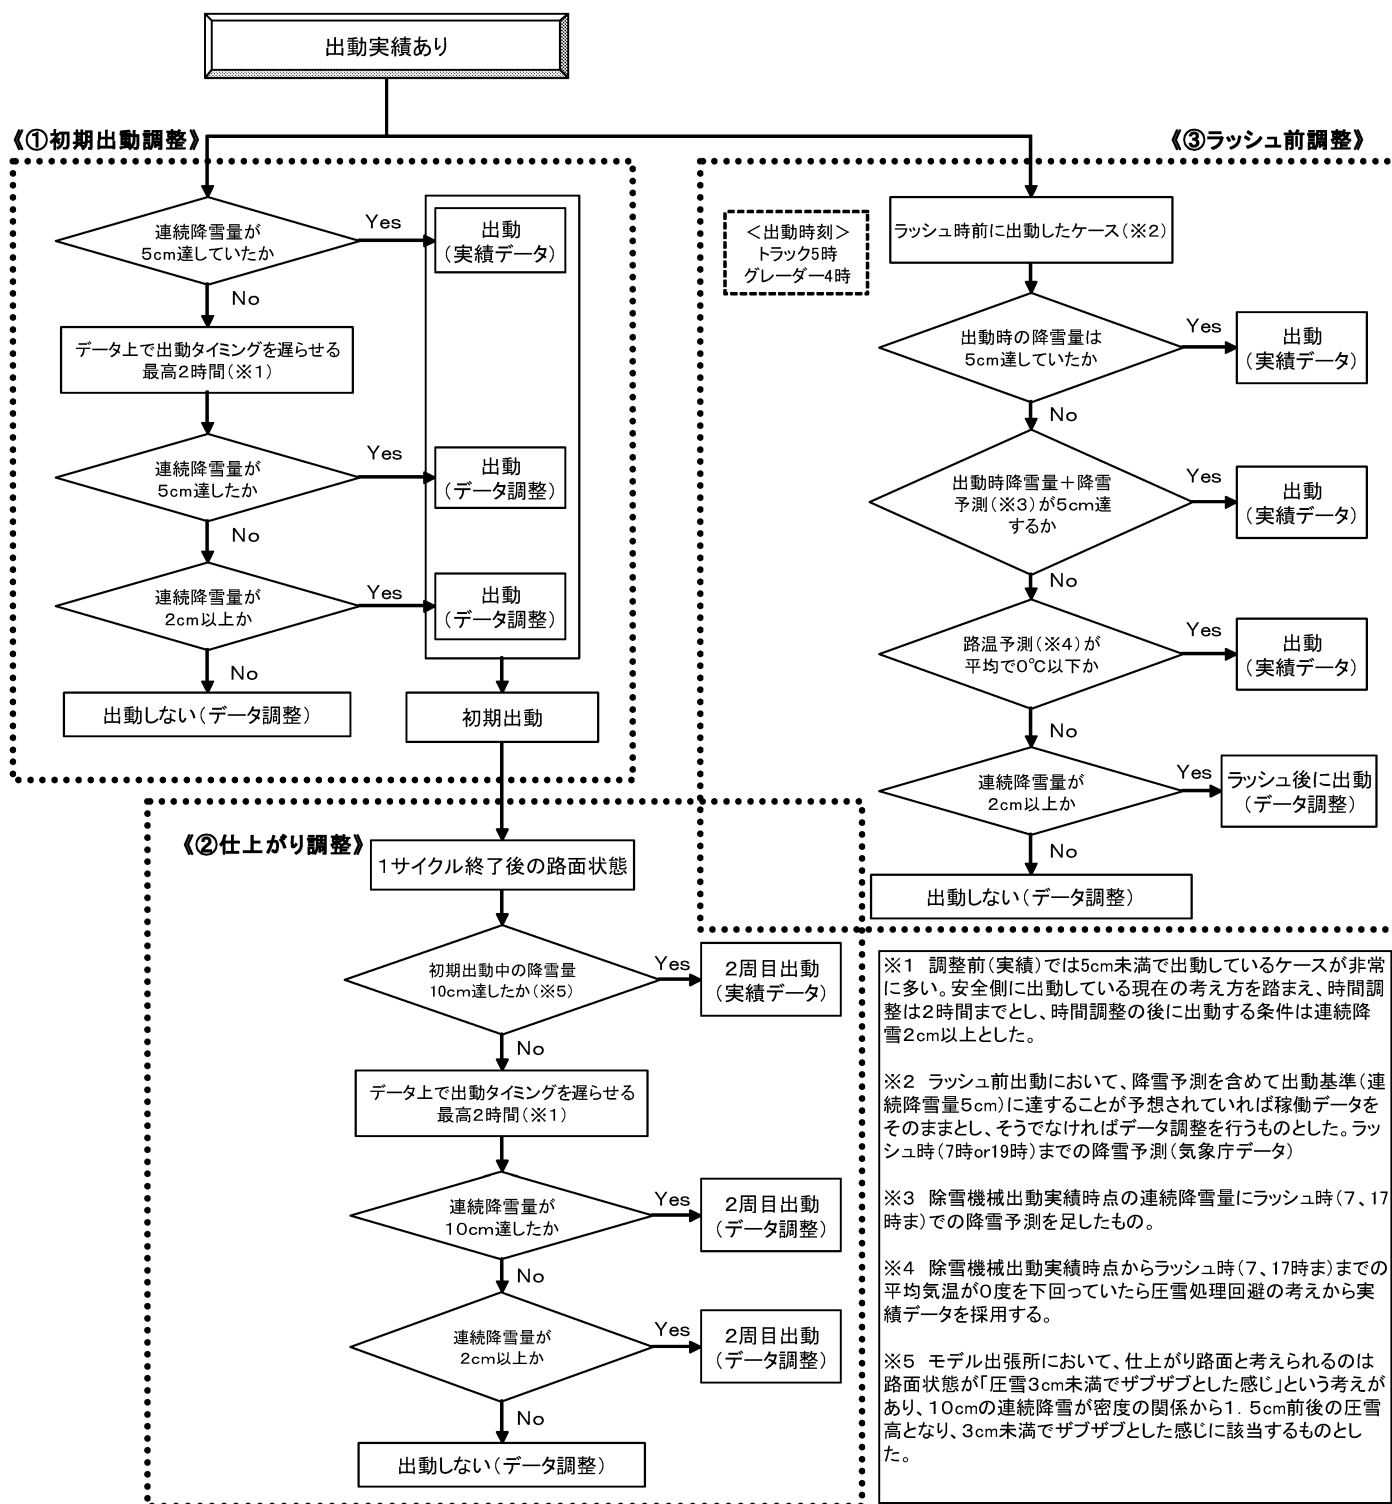 出動実績あり
《①初期出動調整》
連続降雪量が
5cm達していたか
Yes
出動
(実績データ)
No
データ上で出動タイミングを遅らせる
最高2時間(※1)
連続降雪量が
5cm達したか
Yes
出動
(データ調整)
No
連続降雪量が
2cm以上か
Yes
出動
(データ調整)
No
出動しない(データ調整)
初期出動
《②仕上がり調整》
1サイクル終了後の路面状態
初期出動中の降雪量
10cm達したか(※5)
Yes
2周目出動
(実績データ)
No
データ上で出動タイミングを遅らせる
最高2時間(※1)
連続降雪量が
10cm達したか
Yes
2周目出動
(データ調整)
No
連続降雪量が
2cm以上か
Yes
2周目出動
(データ調整)
No
出動しない(データ調整)
《③ラッシュ前調整》
<出動時刻>
トラック5時
グレーダー4時
ラッシュ時前に出動したケース(※2)
出動時の降雪量は
5cm達していたか
Yes
出動
(実績データ)
No
出動時降雪量+降雪
予測(※3)が5cm達
するか
Yes
出動
(実績データ)
No
路温予測(※4)が
平均で0℃以下か
Yes
出動
(実績データ)
No
連続降雪量が
2cm以上か
Yes
ラッシュ後に出動
(データ調整)
No
出動しない(データ調整)
※1 調整前(実績)では5cm未満で出動しているケースが非常
に多い。安全側に出動している現在の考え方を踏まえ、時間調
整は2時間までとし、時間調整の後に出動する条件は連続降
雪2cm以上とした。
※2 ラッシュ前出動において、降雪予測を含めて出動基準(連
続降雪量5cm)に達することが予想されていれば稼働データを
そのままとし、そうでなければデータ調整を行うものとした。ラッ
シュ時(7時or19時)までの降雪予測(気象庁データ)
※3 除雪機械出動実績時点の連続降雪量にラッシュ時(7、17
時ま)での降雪予測を足したもの。
※4 除雪機械出動実績時点からラッシュ時(7、17時ま)までの
平均気温が0度を下回っていたら圧雪処理回避の考えから実
績データを採用する。
※5 モデル出張所において、仕上がり路面と考えられるのは
路面状態が「圧雪3cm未満でザブザブとした感じ」という考えが
あり、10cmの連続降雪が密度の関係から1.5cm前後の圧雪
高となり、3cm未満でザブザブとした感じに該当するものとし
た。